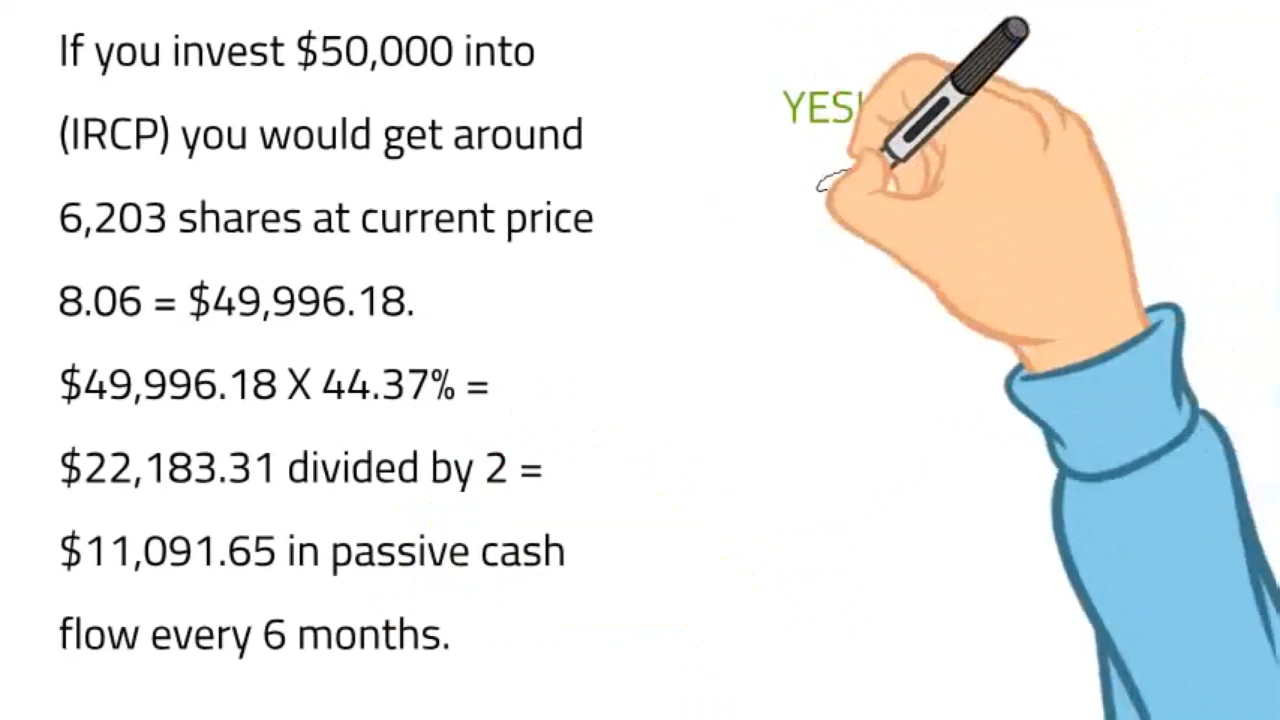 If you invest $50,000 into
(IRCP) you would get around
6,203 shares at current price
8.06 = $49,996.18.
$49,996.18 X 44.37% =
$22,183.31 divided by 2 =
$11,091.65 in passive cash
flow every 6 months.
YES!